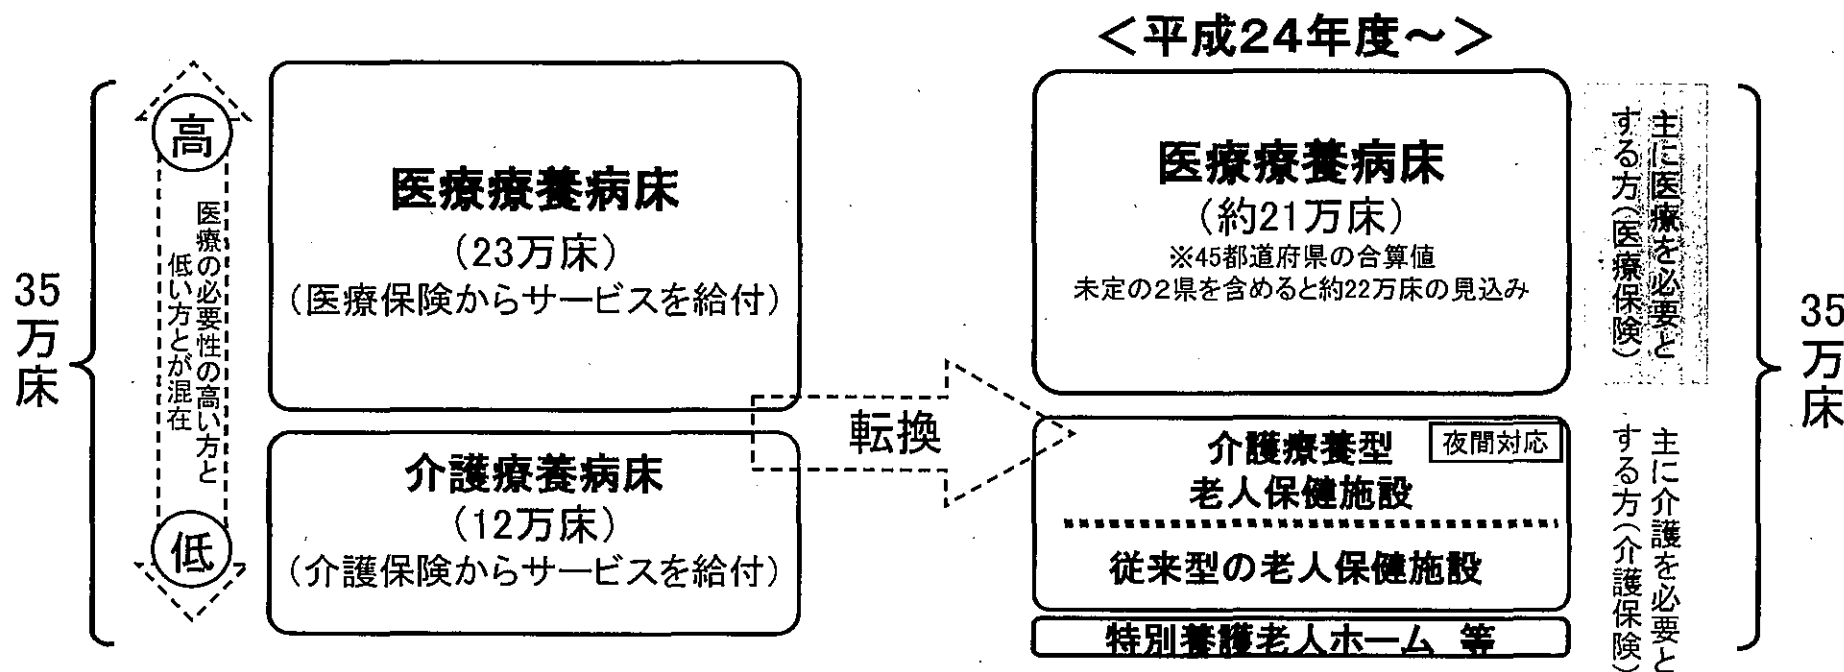 <平成24年度～>
35万床
高
医療の必要性の高い方と
低い方とが混在
低
医療療養病床
(23万床)
(医療保険からサービスを給付)
介護療養病床
(12万床)
(介護保険からサービスを給付)
転換
医療療養病床
(約21万床)
※45都道府県の合算値
未定の2県を含めると約22万床の見込み
介護療養型
老人保健施設
夜間対応
従来型の老人保健施設
特別養護老人ホーム 等
主に医療を必要と
する方(医療保険)
主に介護を必要と
する方(介護保険)
35万床